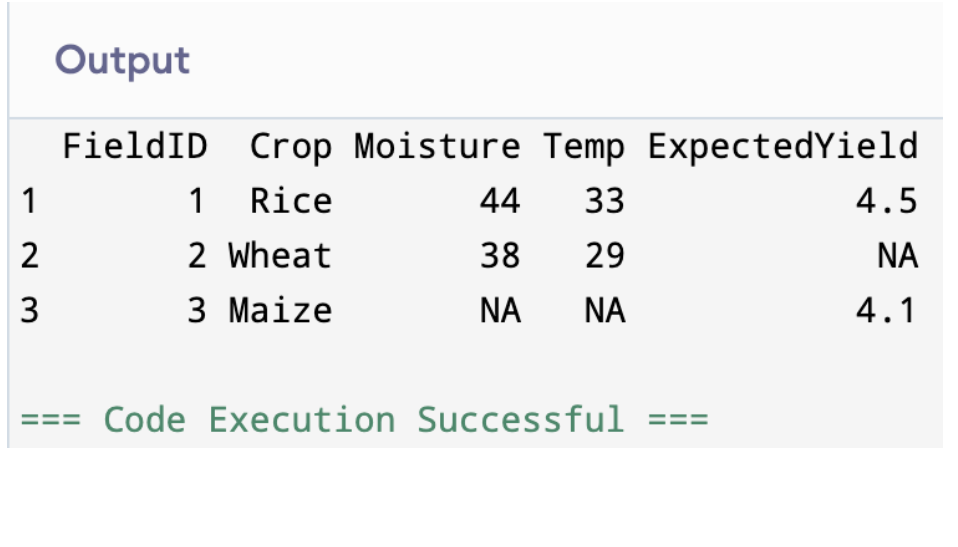 Output
FieldID Crop Moisture Temp ExpectedYield
1 1 Rice 44 33 4.5
2 2 Wheat 38 29 NA
3 3 Maize NA NA 4.1
=== Code Execution Successful ===